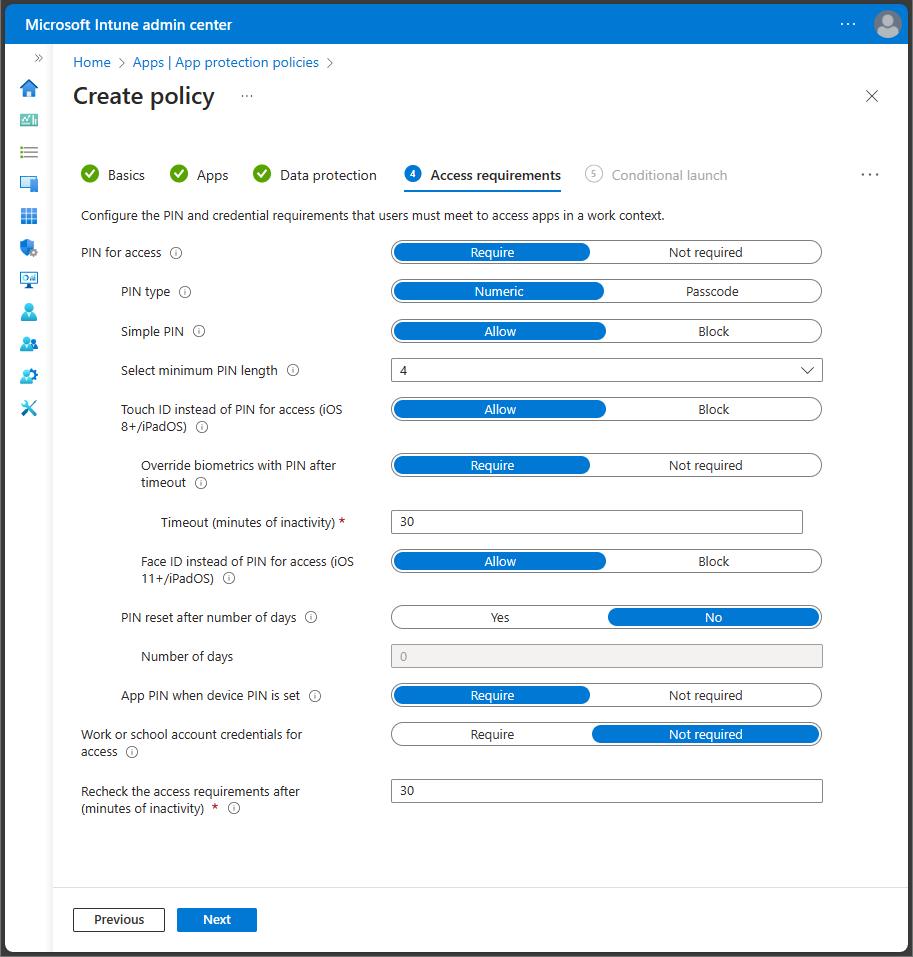 Microsoft Intune admin center
Home > Apps | App protection policies >
Create policy ...
Basics Apps Data protection 4 Access requirements 5 Conditional launch
Configure the PIN and credential requirements that users must meet to access apps in a work context.
PIN for access Require Not required
PIN type Numeric Passcode
Simple PIN Allow Block
Select minimum PIN length 4
Touch ID instead of PIN for access (iOS
8+/iPadOS)
Allow Block
Override biometrics with PIN after
timeout
Require Not required
Timeout (minutes of inactivity) * 30
Face ID instead of PIN for access (iOS
11+/iPadOS)
Allow Block
PIN reset after number of days Yes No
Number of days 0
App PIN when device PIN is set Require Not required
Work or school account credentials for
access
Require Not required
Recheck the access requirements after
(minutes of inactivity) *
30
Previous Next